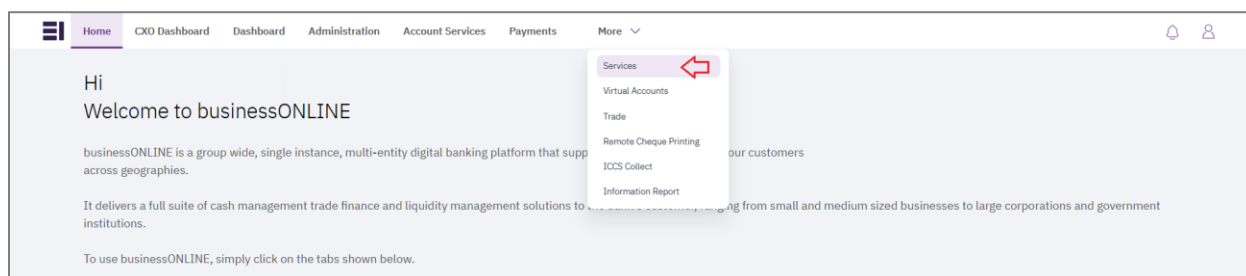 EI Home CXO Dashboard Dashboard Administration Account Services Payments More
Services
Virtual Accounts
Trade
Remote Cheque Printing
ICCS Collect
Information Report
Hi
Welcome to businessONLINE
businessONLINE is a group wide, single instance, multi-entity digital banking platform that supp our customers
across geographies.
It delivers a full suite of cash management trade finance and liquidity management solutions to ranging from small and medium sized businesses to large corporations and government
institutions.
To use businessONLINE, simply click on the tabs shown below.